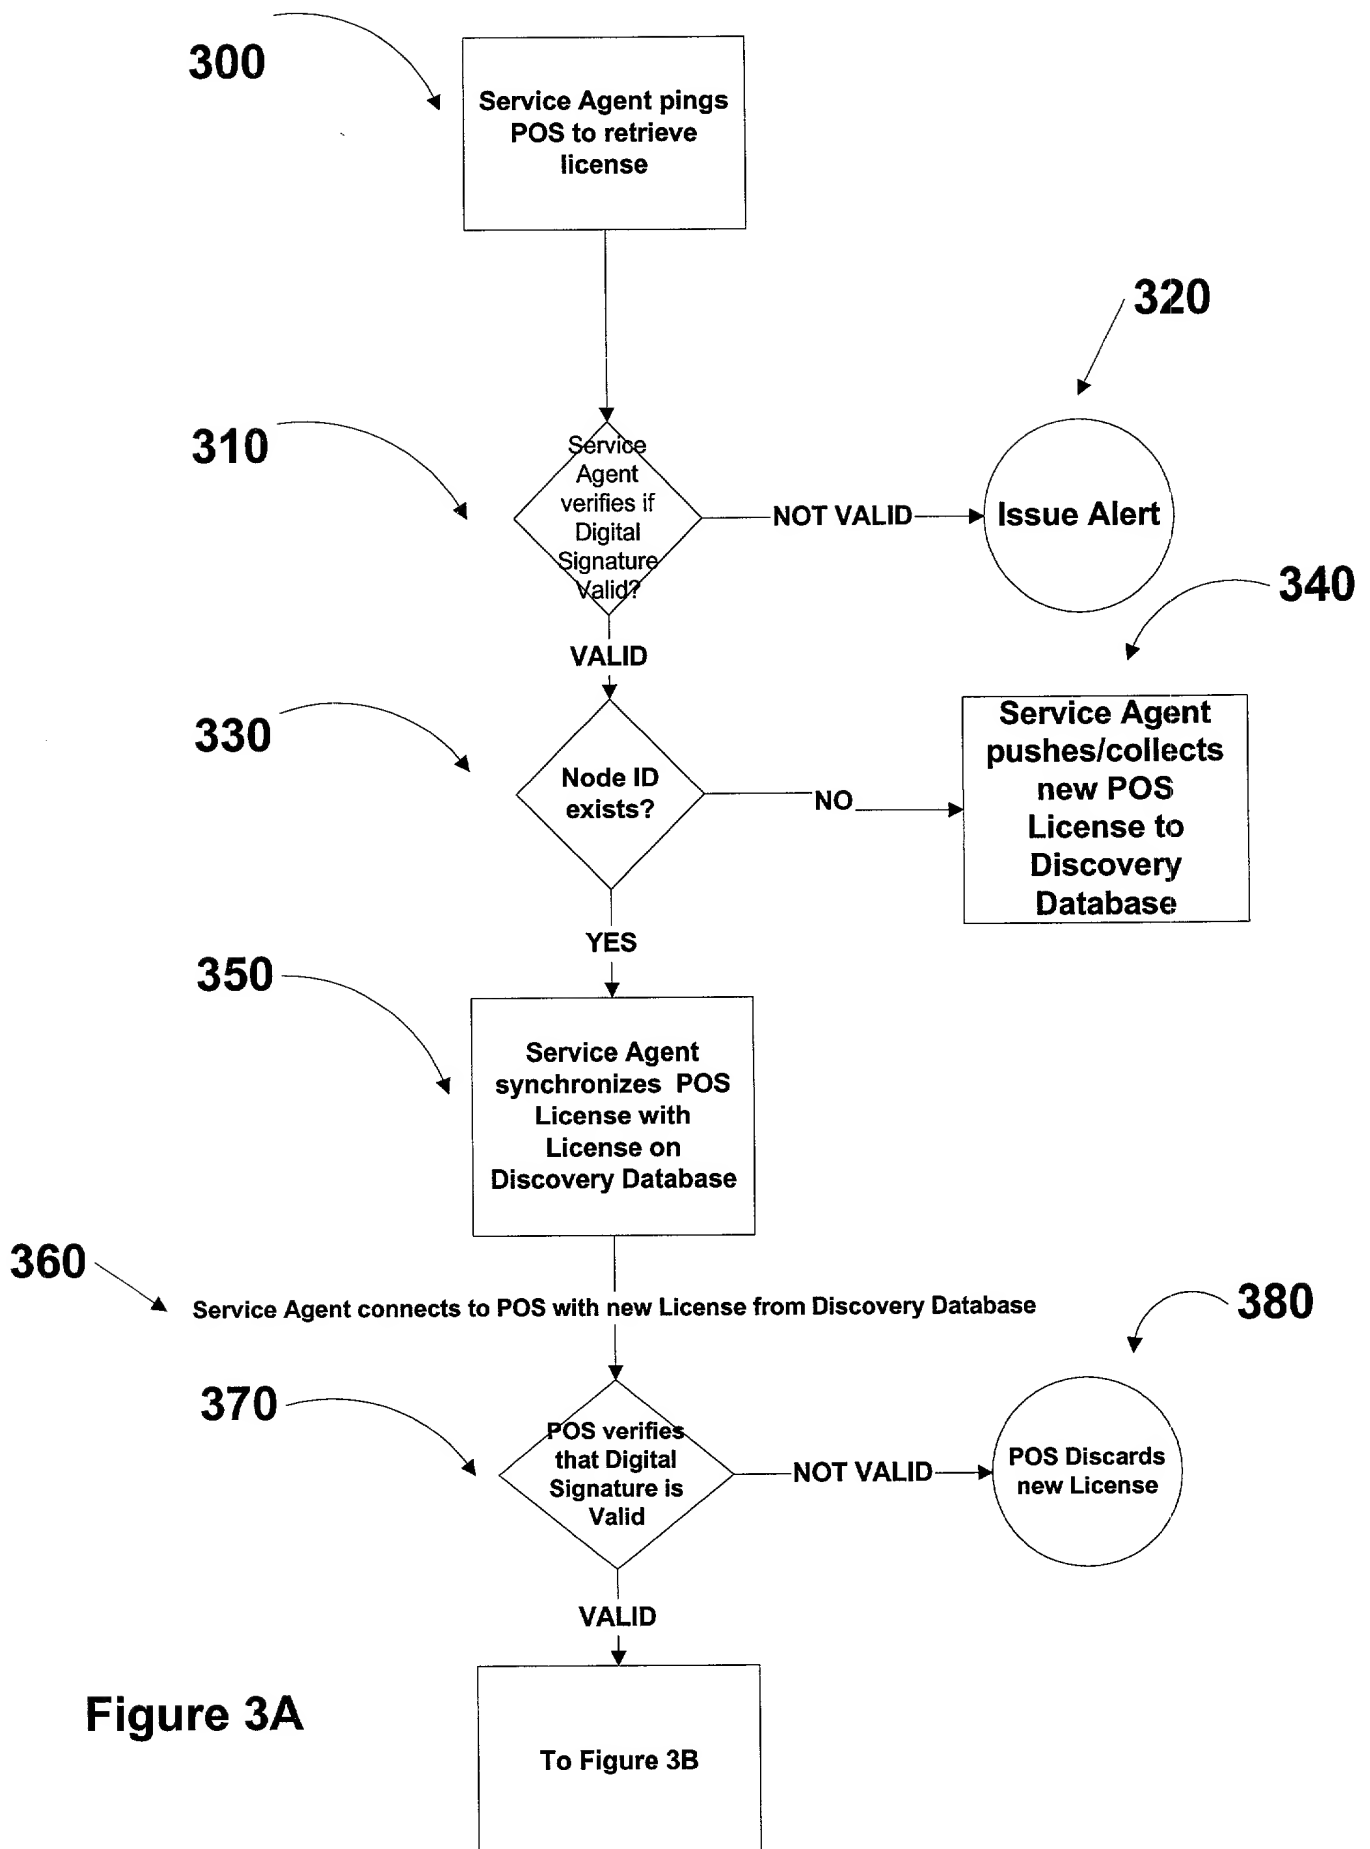 300
Service Agent pings
POS to retrieve
license
320
310
Service
Agent
verifies if
Digital
Signature
Valid?
NOT VALID
Issue Alert
340
VALID
330
Node ID
exists?
NO
Service Agent
pushes/collects
new POS
License to
Discovery
Database
YES
350
Service Agent
synchronizes POS
License with
License on
Discovery Database
360
Service Agent connects to POS with new License from Discovery Database
380
370
POS verifies
that Digital
Signature is
Valid
NOT VALID
POS Discards
new License
VALID
Figure 3A
To Figure 3B